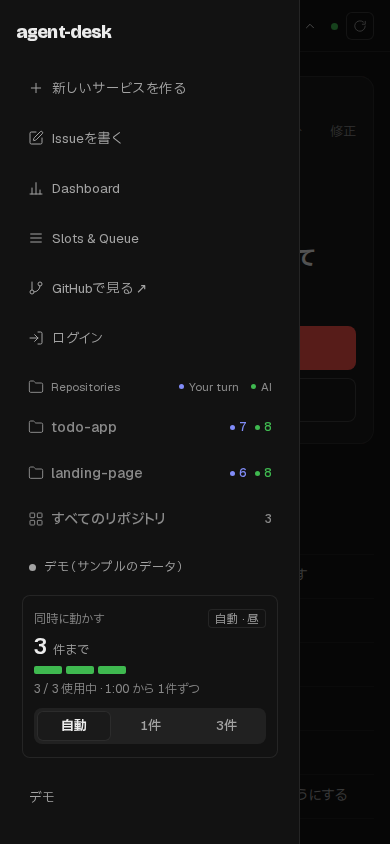 agent-desk
新しいサービスを作る
Issueを書く
Dashboard
Slots & Queue
GitHubで見る ↗
ログイン
Repositories Your turn AI
todo-app 7 8
landing-page 6 8
すべてのリポジトリ 3
デモ（サンプルのデータ）
同時に動かす 自動 · 昼
3 件まで
3 / 3 使用中 · 1:00 から 1件ずつ
自動 1件 3件
デモ
修正
て
す
うにする